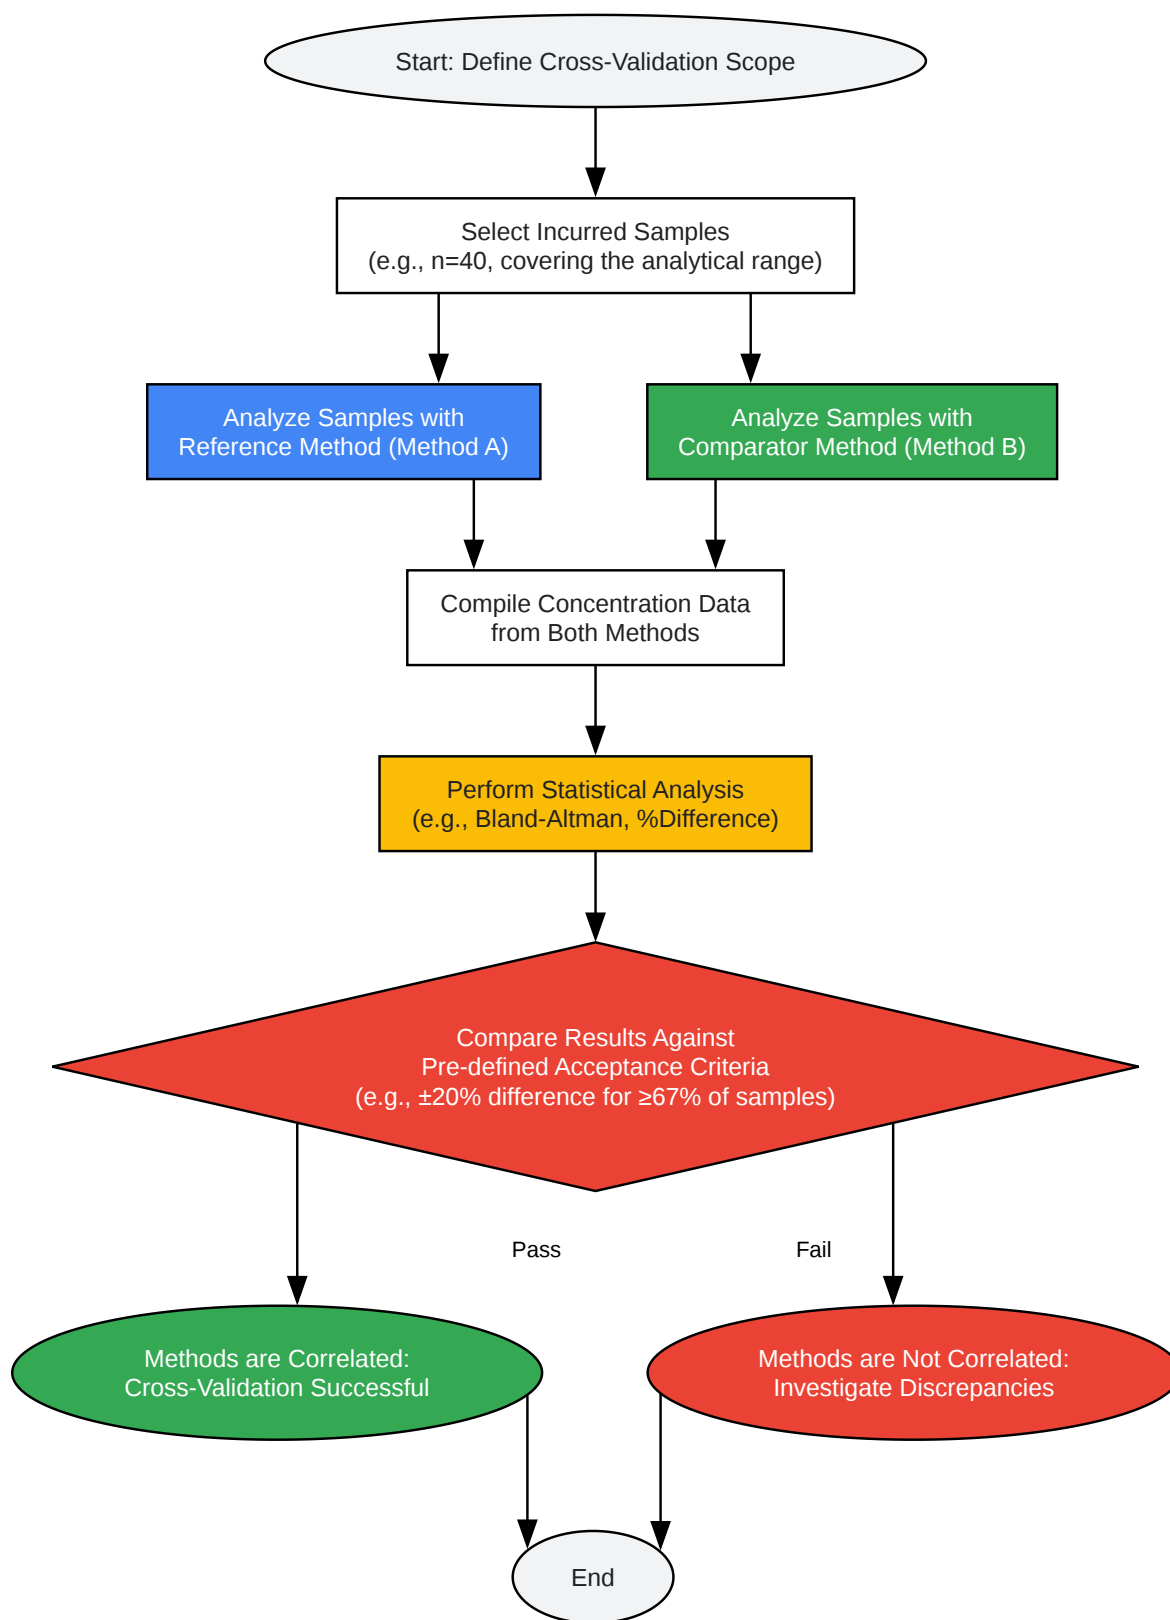 Start: Define Cross-Validation Scope
Select Incurred Samples
(e.g., n=40, covering the analytical range)
Analyze Samples with
Reference Method (Method A)
Analyze Samples with
Comparator Method (Method B)
Compile Concentration Data
from Both Methods
Perform Statistical Analysis
(e.g., Bland-Altman, %Difference)
Compare Results Against
Pre-defined Acceptance Criteria
(e.g., ±20% difference for ≥67% of samples)
Pass
Fail
Methods are Correlated:
Cross-Validation Successful
Methods are Not Correlated:
Investigate Discrepancies
End